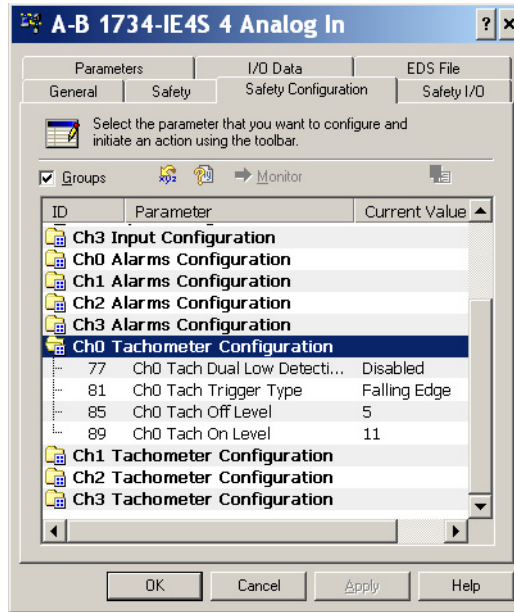 A-B 1734-IE4S 4 Analog In
? ×
Parameters I/O Data EDS File
General Safety Safety Configuration Safety I/O
Select the parameter that you want to configure and
initiate an action using the toolbar.
Groups xyz Monitor
ID Parameter Current Value
Ch3 Input Configuration
Ch0 Alarms Configuration
Ch1 Alarms Configuration
Ch2 Alarms Configuration
Ch3 Alarms Configuration
Ch0 Tachometer Configuration
77 Ch0 Tach Dual Low Detecti... Disabled
81 Ch0 Tach Trigger Type Falling Edge
85 Ch0 Tach Off Level 5
89 Ch0 Tach On Level 11
Ch1 Tachometer Configuration
Ch2 Tachometer Configuration
Ch3 Tachometer Configuration
OK Cancel Apply Help